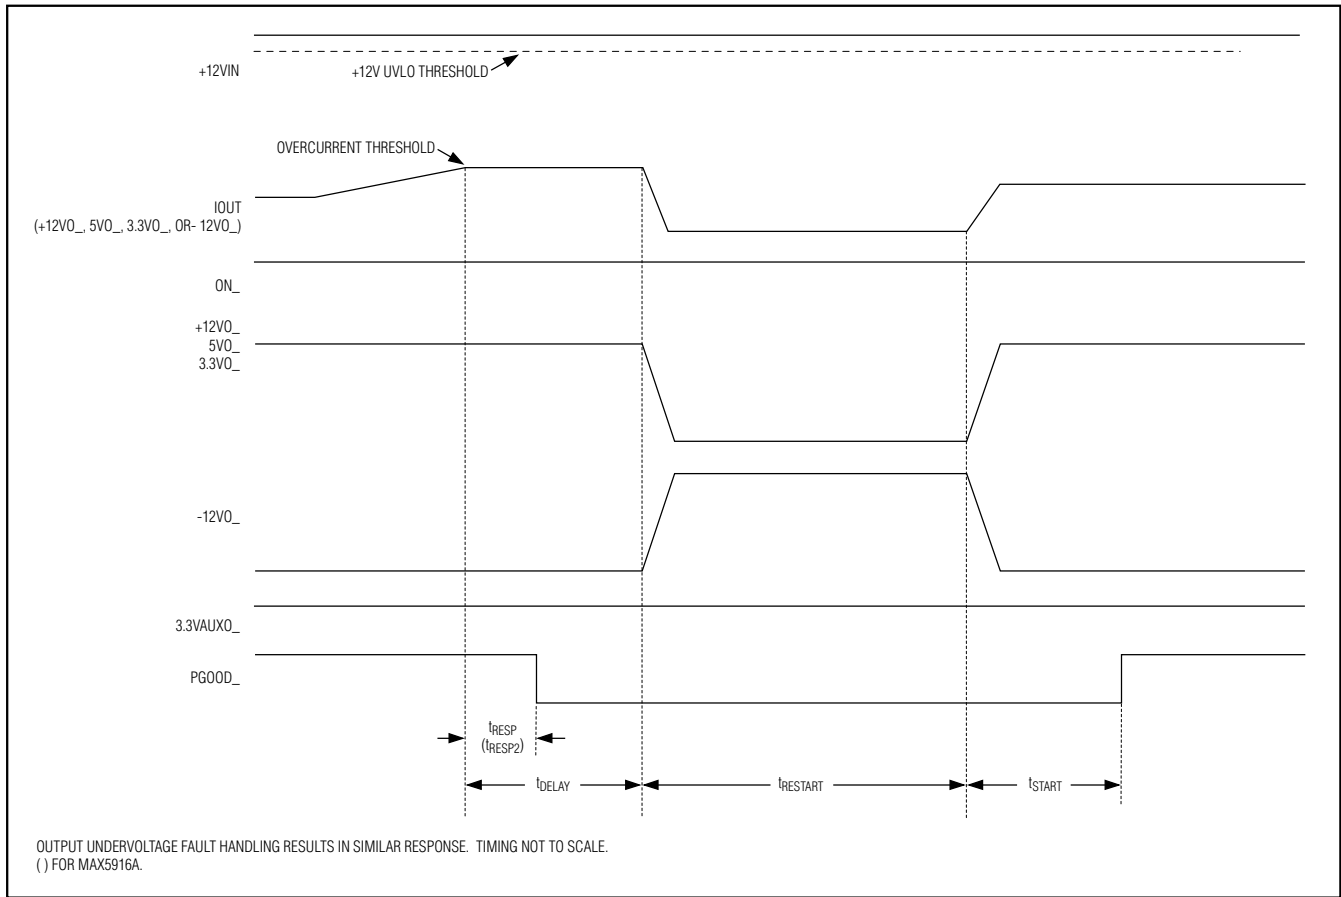 +12VIN
+12V UVLO THRESHOLD
OVERCURRENT THRESHOLD
IOUT
(+12VO_, 5VO_, 3.3VO_, OR- 12VO_)
ON_
+12VO_
5VO_
3.3VO_
-12VO_
3.3VAUXO_
PGOOD_
tRESP
(tRESP2)
tDELAY
tRESTART
tSTART
OUTPUT UNDERVOLTAGE FAULT HANDLING RESULTS IN SIMILAR RESPONSE. TIMING NOT TO SCALE.
( ) FOR MAX5916A.